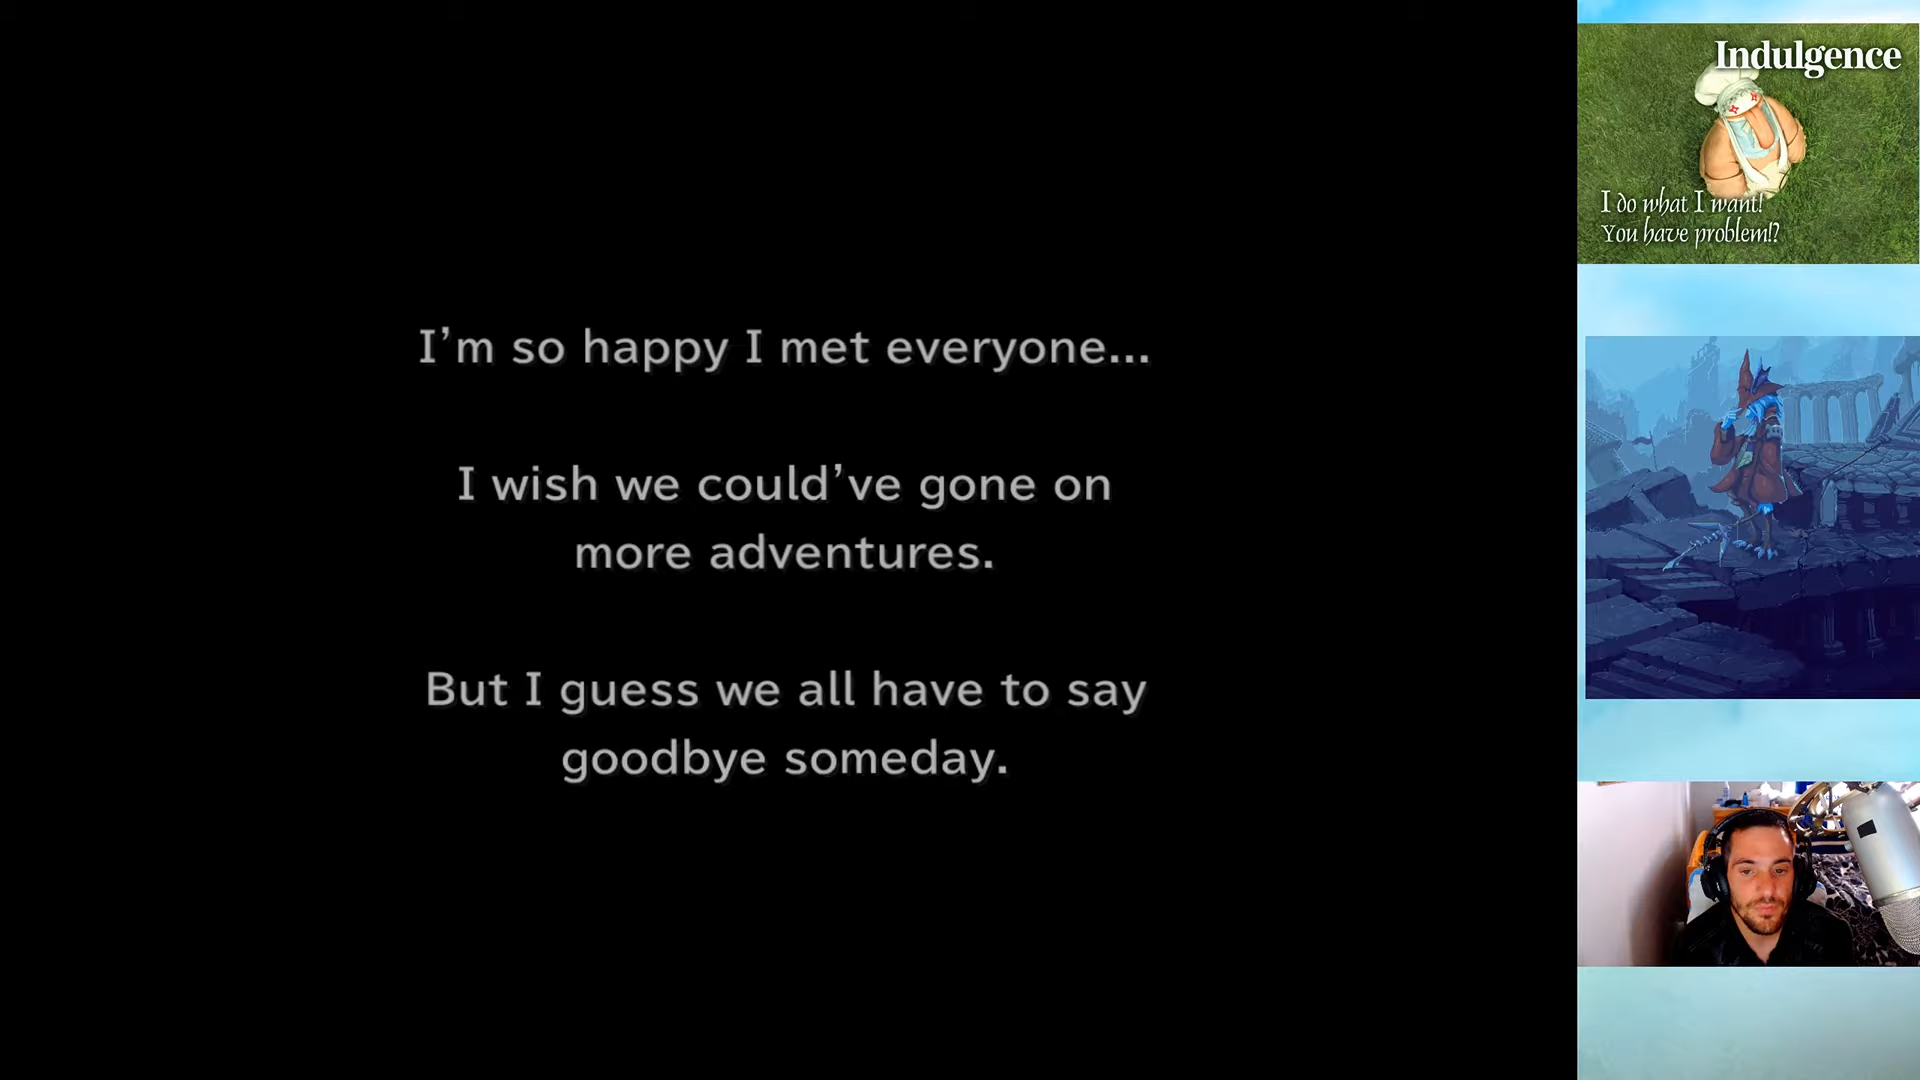 I’m so happy I met everyone...
I wish we could’ve gone on
more adventures.
But I guess we all have to say
goodbye someday.
Indulgence
I do what I want!
You have problem!?